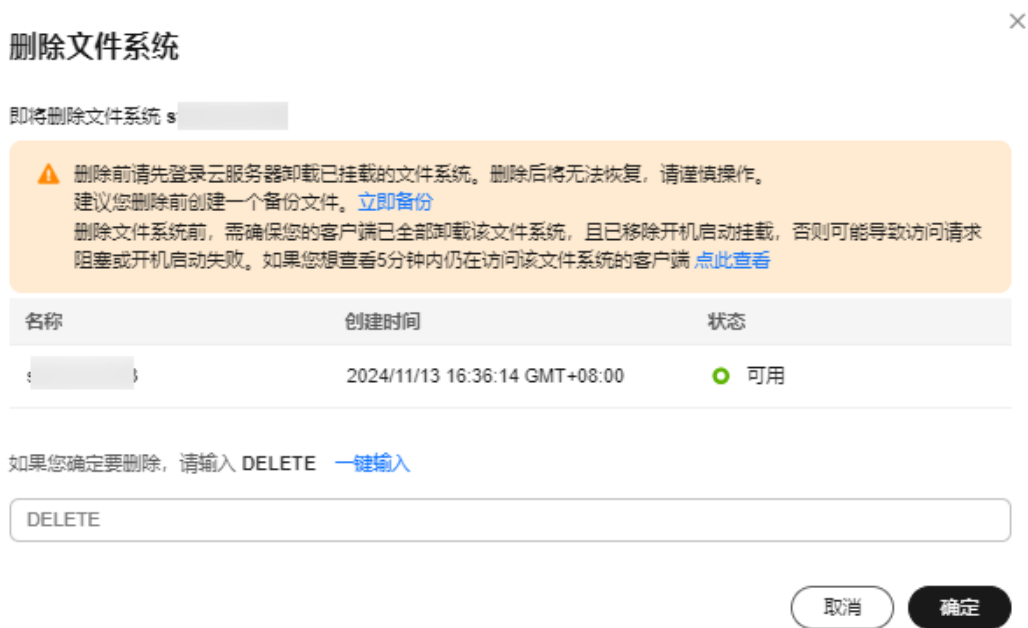 删除文件系统
即将删除文件系统 s
删除前请先登录云服务器卸载已挂载的文件系统。删除后将无法恢复，请谨慎操作。
建议您删除前创建一个备份文件。立即备份
删除文件系统前，需确保您的客户端已全部卸载该文件系统，且已移除开机启动挂载，否则可能导致访问请求
阻塞或开机启动失败。如果您想查看5分钟内仍在访问该文件系统的客户端 点此查看
名称 创建时间 状态
2024/11/13 16:36:14 GMT+08:00 可用
如果您确定要删除，请输入 DELETE 一键输入
DELETE
取消 确定